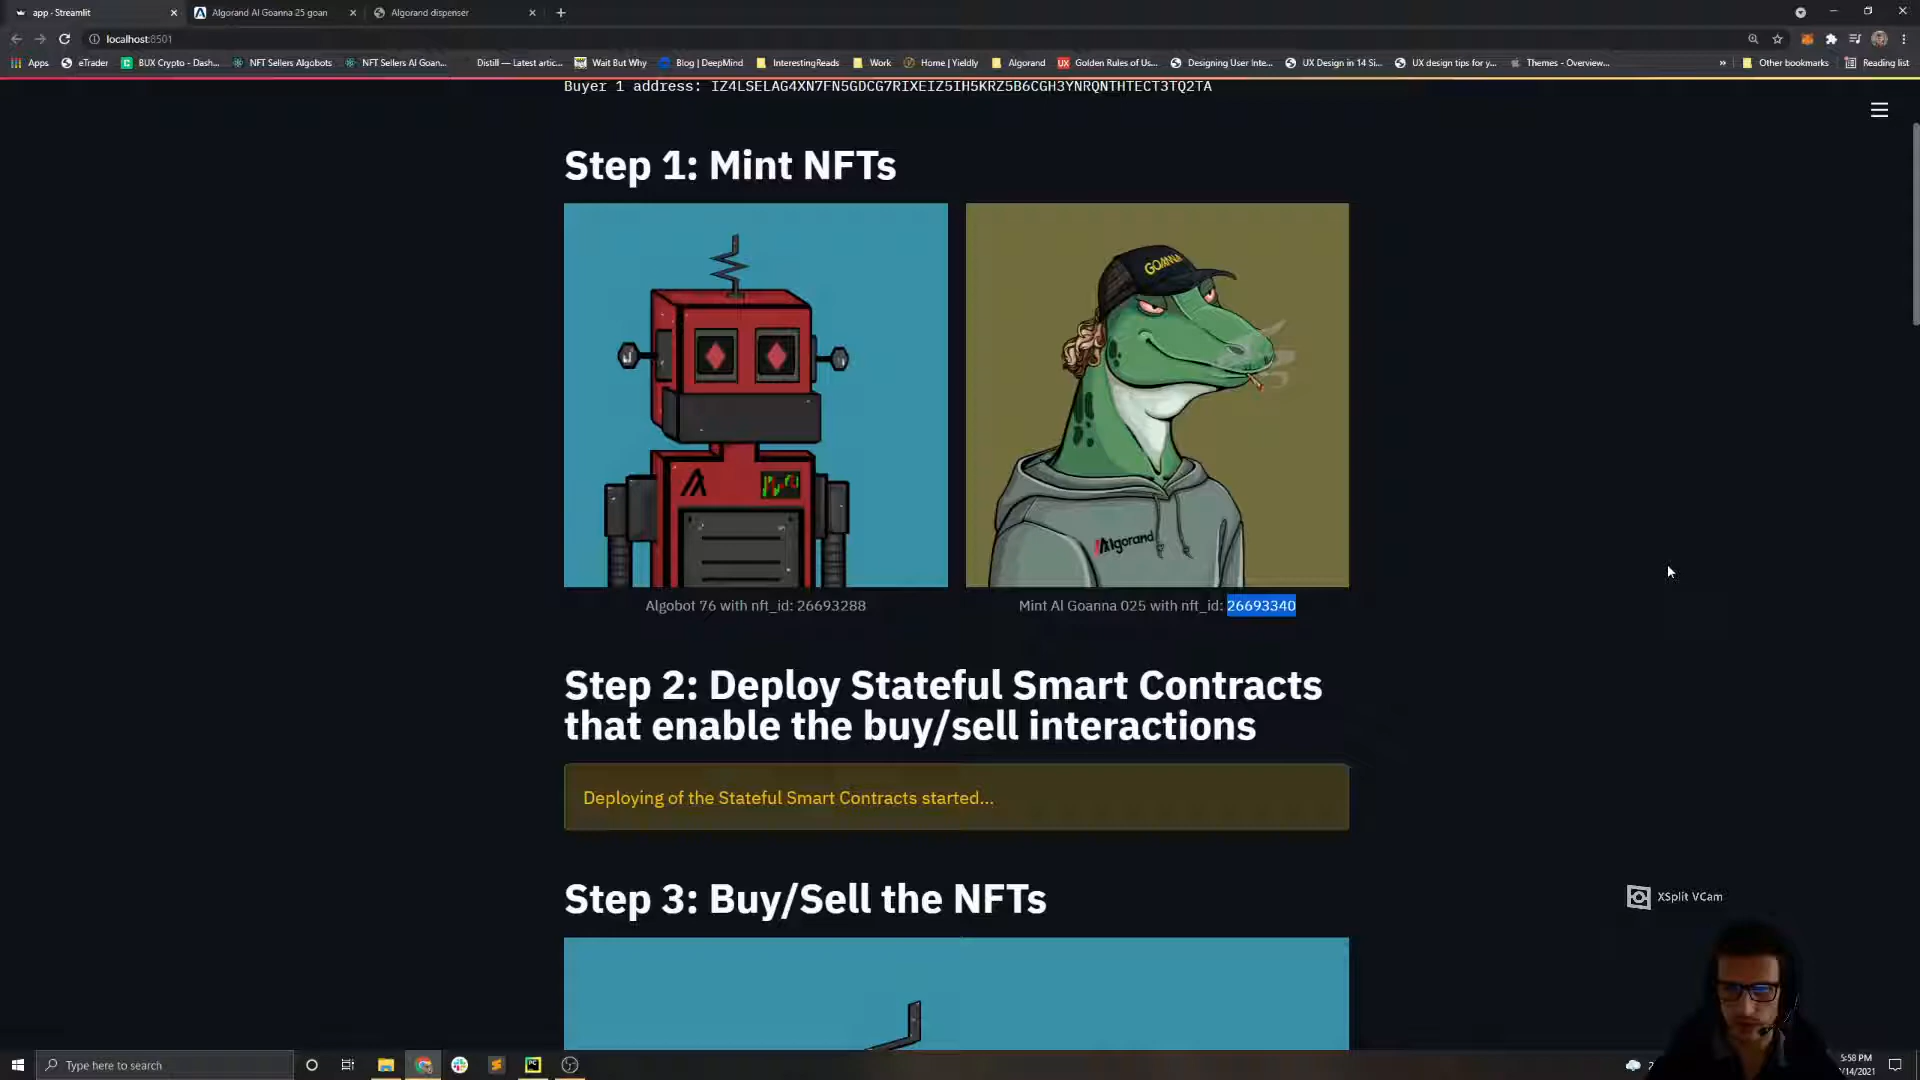 app - Streamlit
Algorand Al Goanna 25 goan
Algorand dispenser
localhost:8501
Apps
eTrader
BUX Crypto - Dash...
NFT Sellers Algobots
NFT Sellers Al Goan...
Distill — Latest artic...
Wait But Why
Blog | DeepMind
InterestingReads
Work
Home | Yieldly
Algorand
Golden Rules of Us...
Designing User Inte...
UX Design in 14 Si...
UX design tips for y...
Themes - Overview...
»
Other bookmarks
Reading list
Buyer 1 address: IZ4LSELAG4XN7FN5GDCG7RIXEIZ5IH5KRZ5B6CGH3YNRQNTHTECT3TQ2TA
Step 1: Mint NFTs
GOANNA
Algorand
Algobot 76 with nft_id: 26693288
Mint Al Goanna 025 with nft_id: 26693340
Step 2: Deploy Stateful Smart Contracts
that enable the buy/sell interactions
Deploying of the Stateful Smart Contracts started...
Step 3: Buy/Sell the NFTs
XSplit VCam
Type here to search
5:58 PM
/14/2021